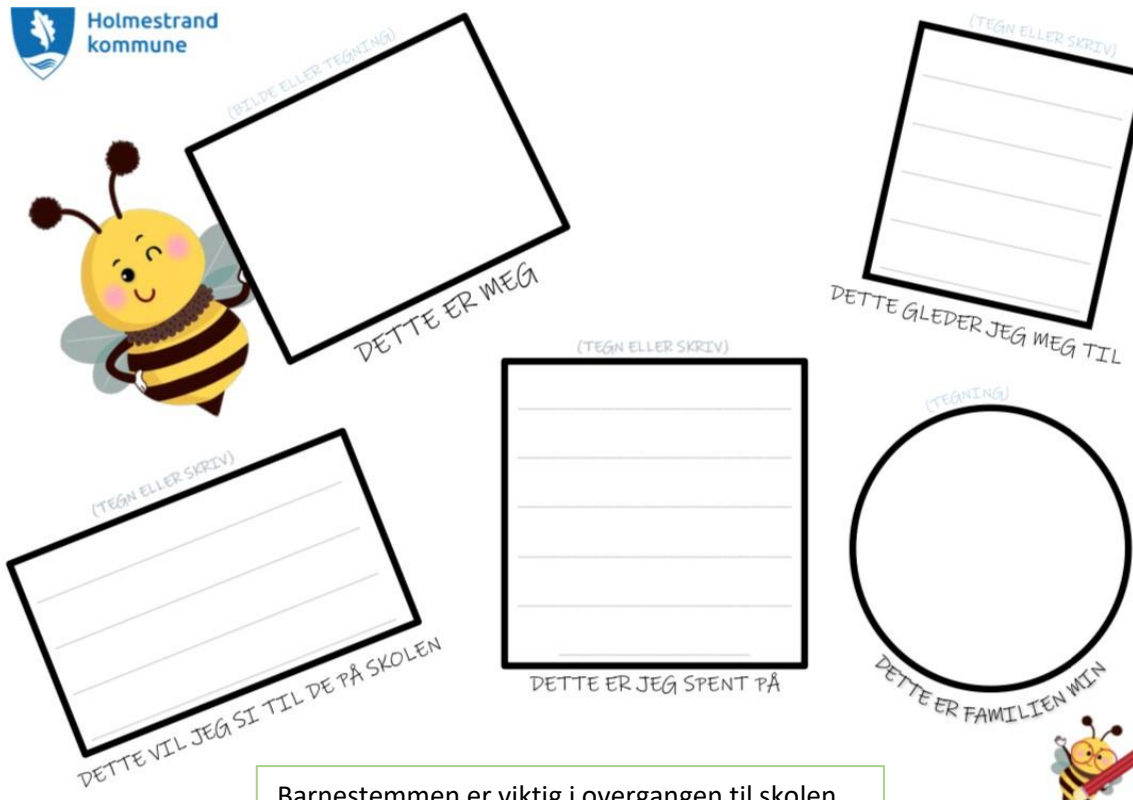 Holmestrand
kommune
(BILDE ELLER TEGNING)
DETTE ER MEG
(TEGN ELLER SKRIV)
DETTE GLEDER JEG MEG TIL
(TEGN ELLER SKRIV)
DETTE VIL JEG SI TIL DE PÅ SKOLEN
(TEGN ELLER SKRIV)
DETTE ER JEG SPENT PÅ
(TEGNING)
DETTE ER FAMILIEN MIN
Barnestemmen er viktig i overgangen til skolen